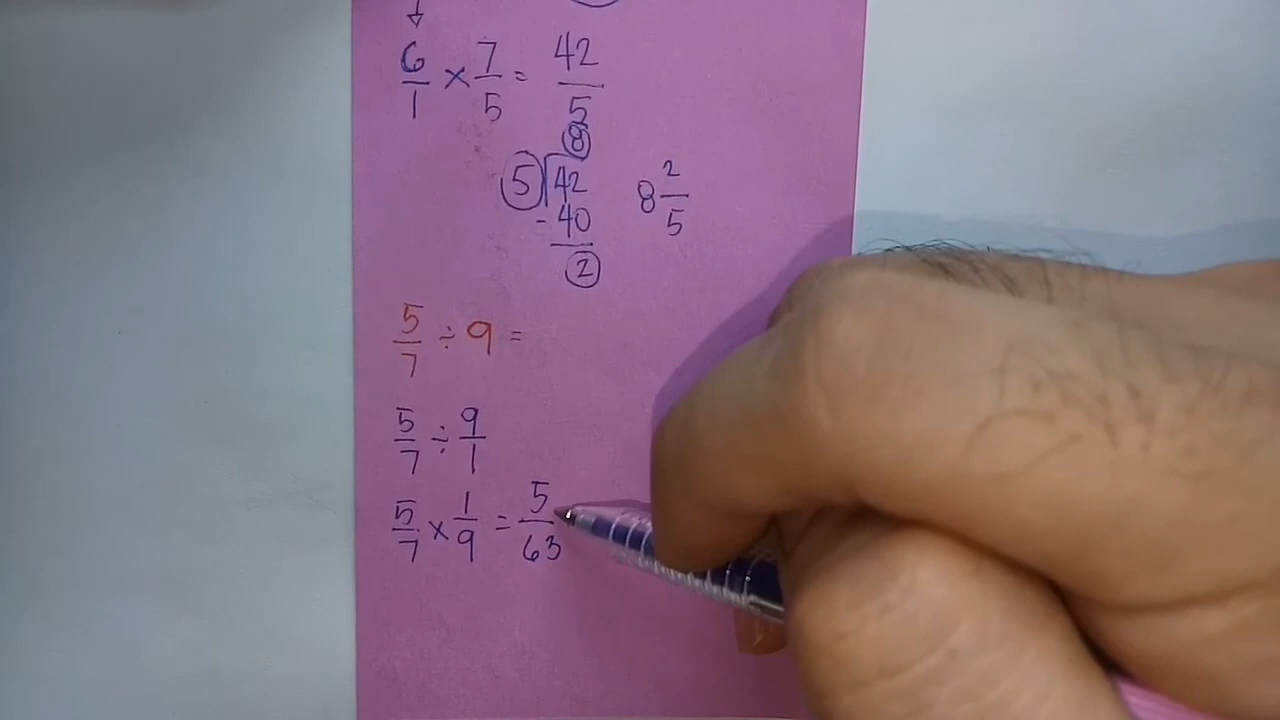 6/1 × 7/5 = 42/5
8
5 42 8 2/5
- 40
2
5/7 ÷ 9 =
5/7 ÷ 9/1
5/7 × 1/9 = 5/63